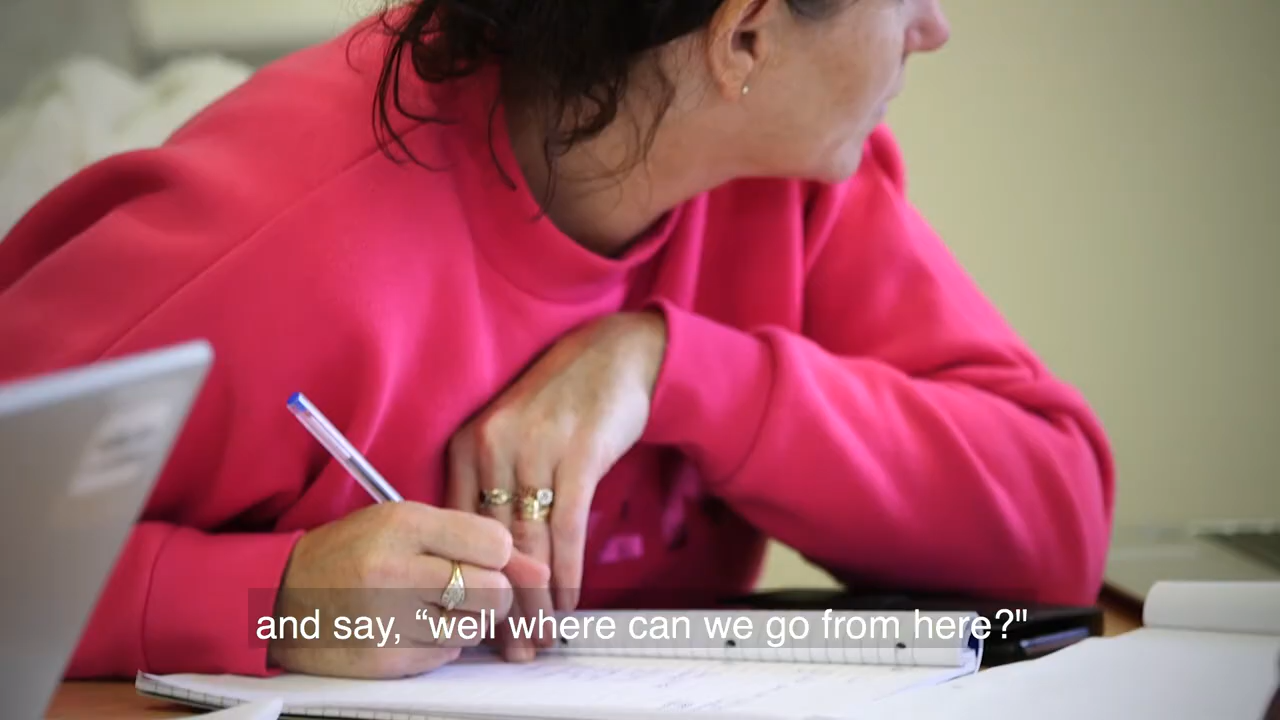 and say, “well where can we go from here?"